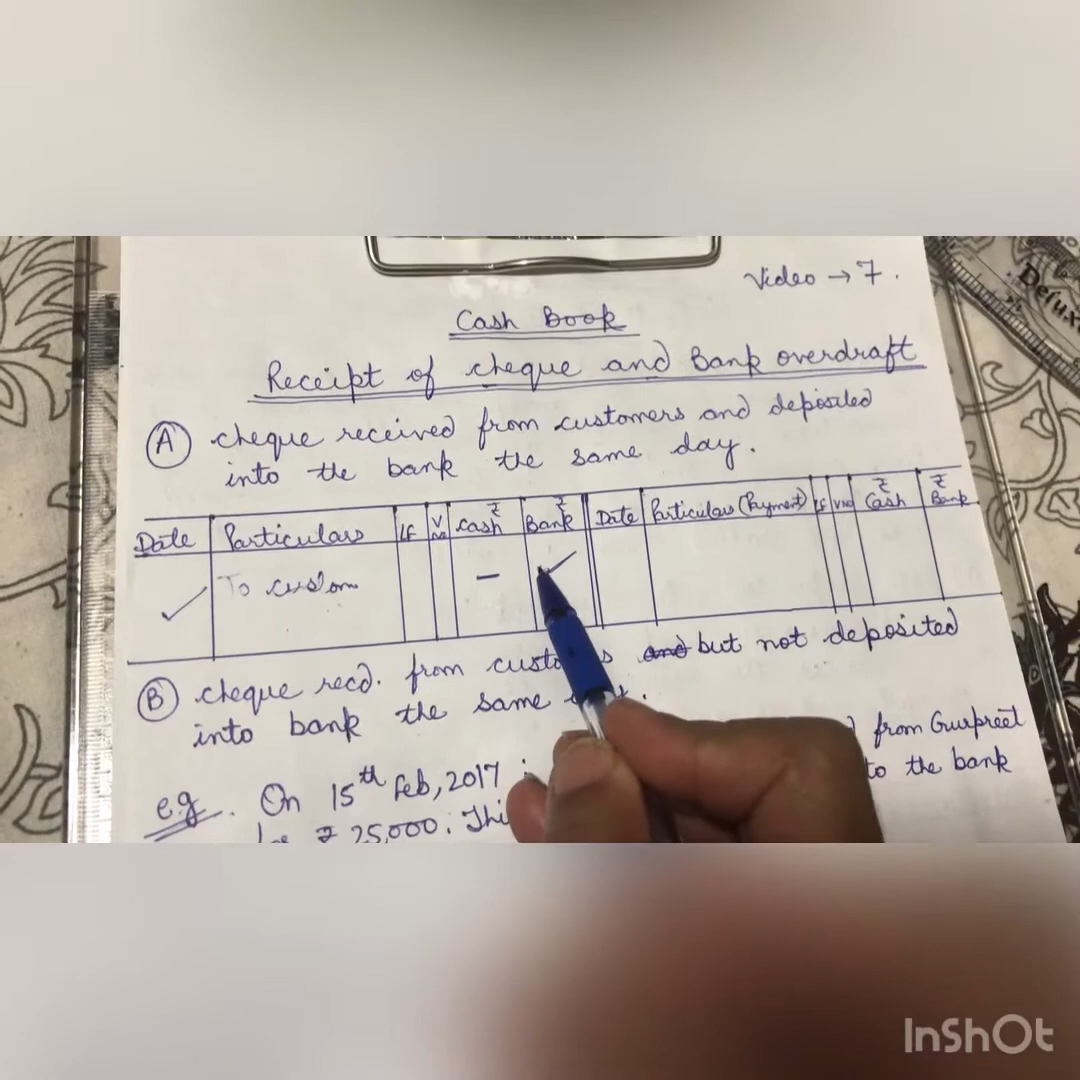 Video → 7.
Cash Book
Receipt of cheque and Bank overdraft
(A) cheque received from customers and deposited
into the bank the same day.
Date Particulars LF V no ₹ Cash ₹ Bank Date Particulars (Payment) LF VNo ₹ Cash ₹ Bank
✓ To custom – ✓
(B) cheque recd. from but not deposited
into bank the same
e.g. On 15th Feb, 2017 from Gurpreet
to the bank
₹ 25,000.
Deluxe
InShOt